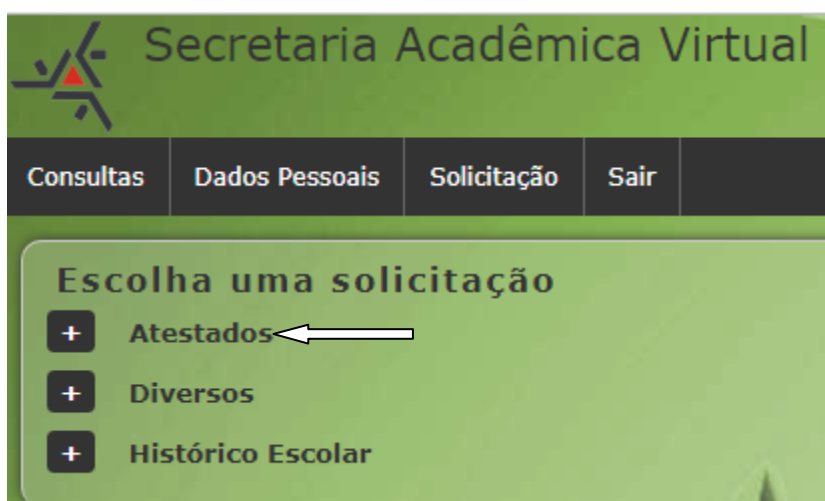 Secretaria Acadêmica Virtual
Consultas Dados Pessoais Solicitação Sair
Escolha uma solicitação
+ Atestados
+ Diversos
+ Histórico Escolar